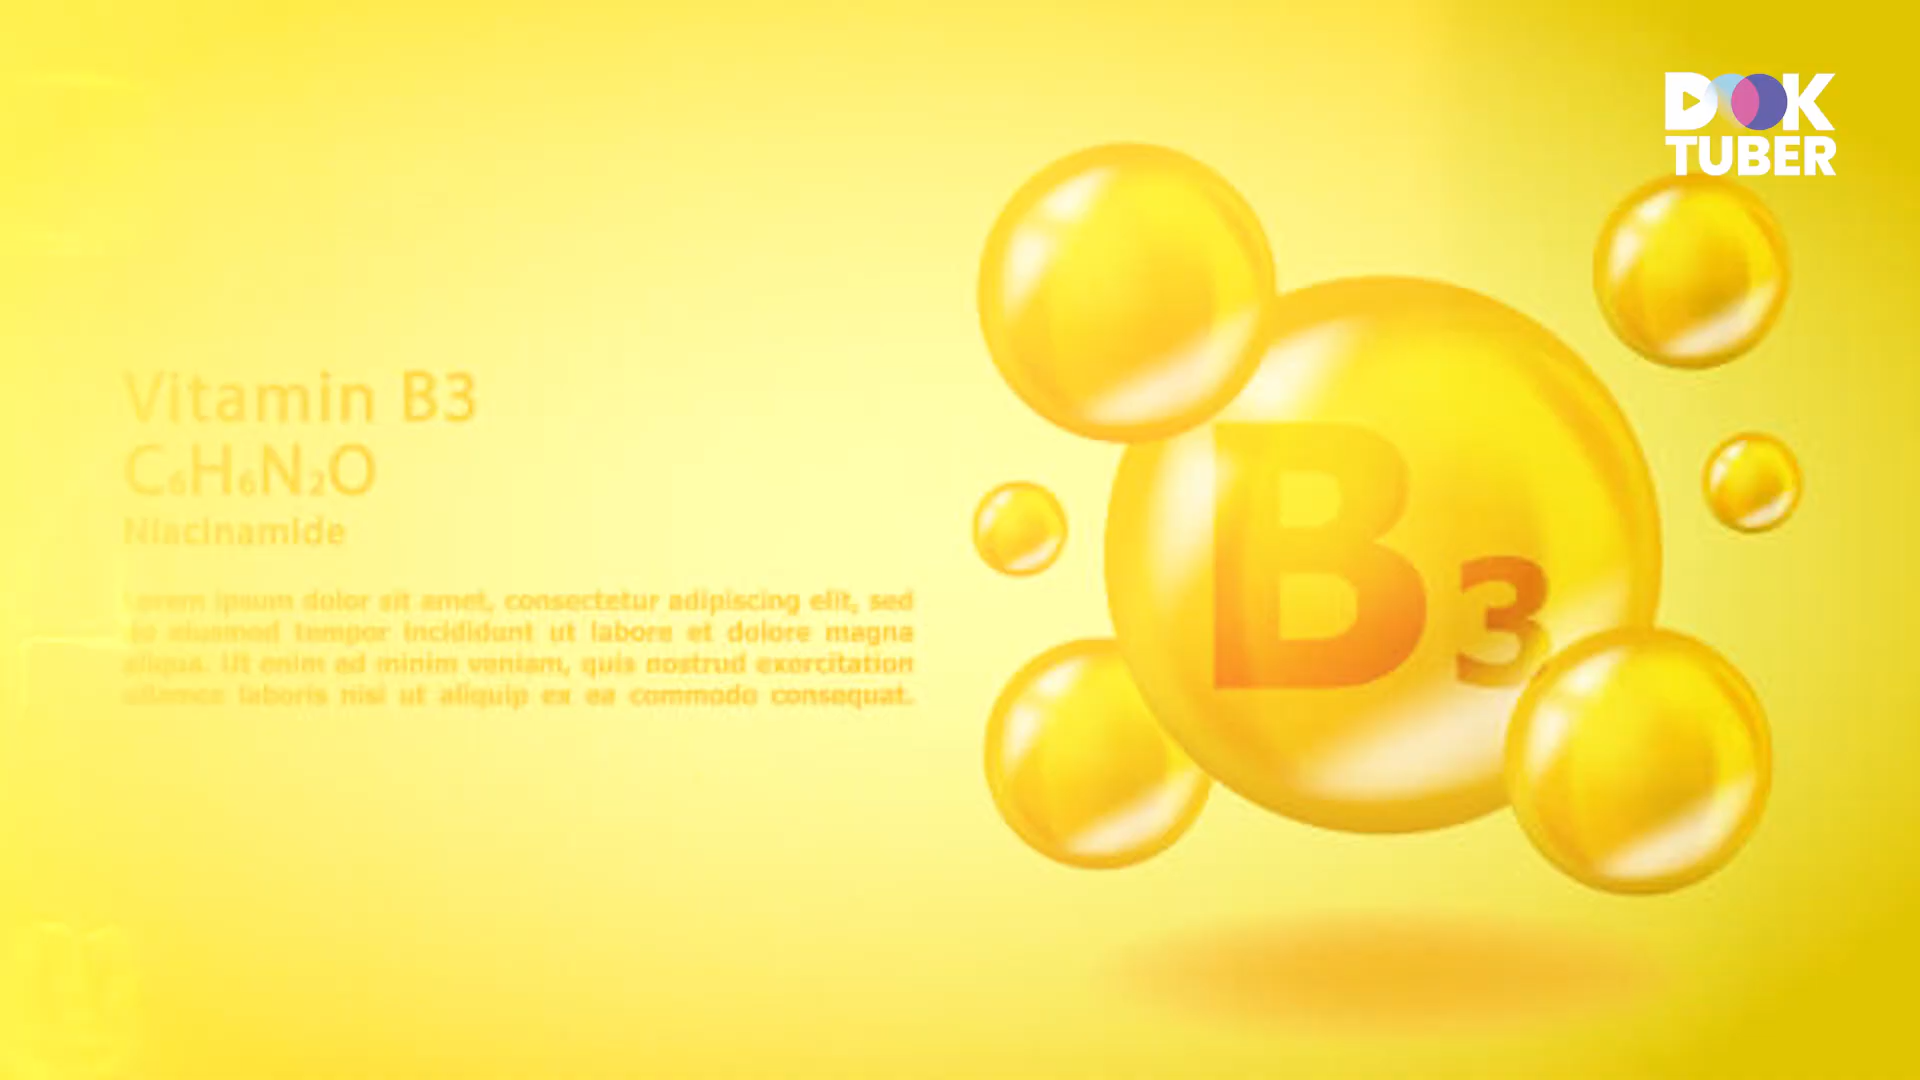 DOK
TUBER
Vitamin B3
C₆H₆N₂O
Niacinamide
Lorem ipsum dolor sit amet, consectetur adipiscing elit, sed
do eiusmod tempor incididunt ut labore et dolore magna
aliqua. Ut enim ad minim veniam, quis nostrud exercitation
ullamco laboris nisi ut aliquip ex ea commodo consequat.
B3